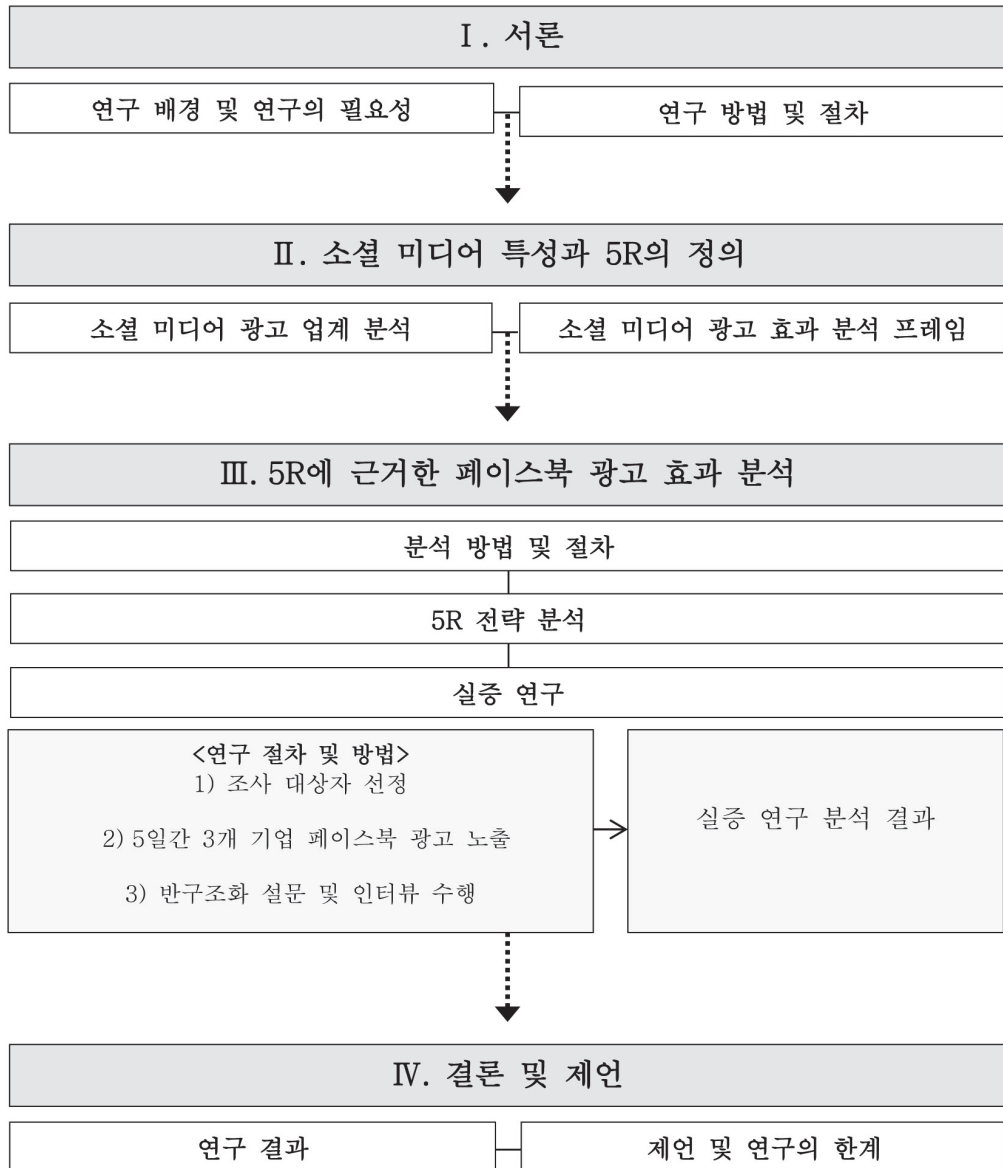 Ⅰ. 서론
연구 배경 및 연구의 필요성
연구 방법 및 절차
Ⅱ. 소셜 미디어 특성과 5R의 정의
소셜 미디어 광고 업계 분석
소셜 미디어 광고 효과 분석 프레임
Ⅲ. 5R에 근거한 페이스북 광고 효과 분석
분석 방법 및 절차
5R 전략 분석
실증 연구
<연구 절차 및 방법>
1) 조사 대상자 선정
2) 5일간 3개 기업 페이스북 광고 노출
3) 반구조화 설문 및 인터뷰 수행
실증 연구 분석 결과
Ⅳ. 결론 및 제언
연구 결과
제언 및 연구의 한계